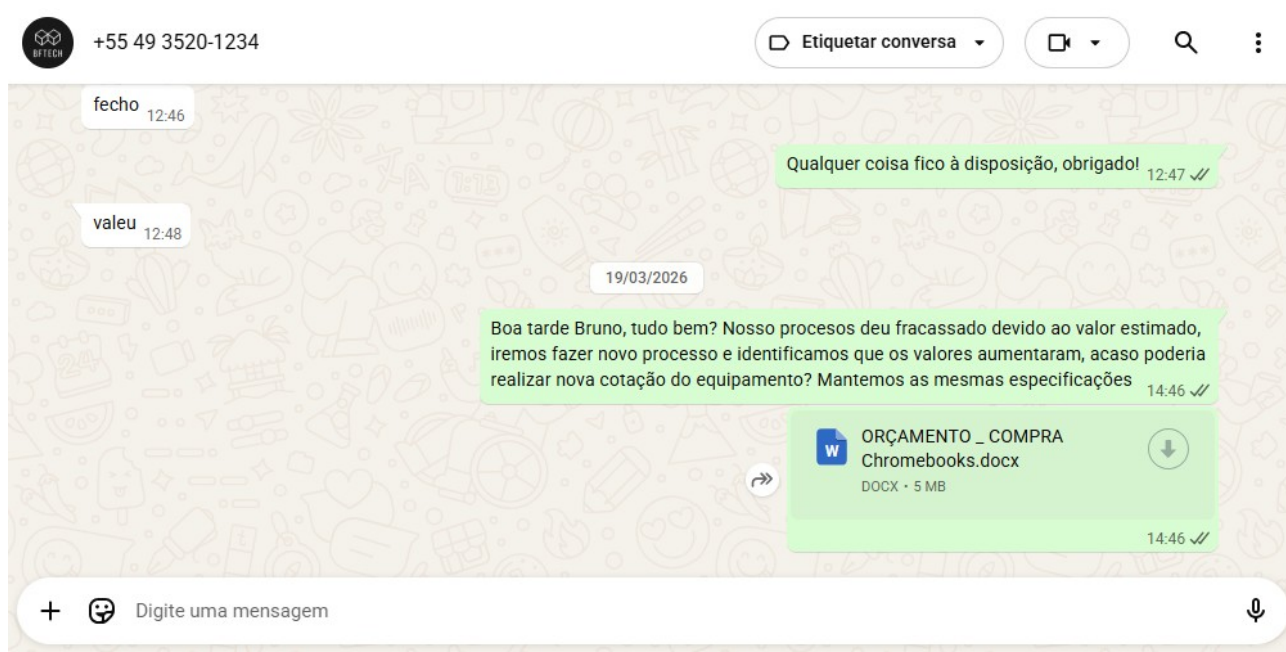 BFTECH
+55 49 3520-1234
Etiquetar conversa
fecho 12:46
Qualquer coisa fico à disposição, obrigado! 12:47
valeu 12:48
19/03/2026
Boa tarde Bruno, tudo bem? Nosso procesos deu fracassado devido ao valor estimado,
iremos fazer novo processo e identificamos que os valores aumentaram, acaso poderia
realizar nova cotação do equipamento? Mantemos as mesmas especificações 14:46
W
ORÇAMENTO _ COMPRA
Chromebooks.docx
DOCX • 5 MB
14:46
Digite uma mensagem